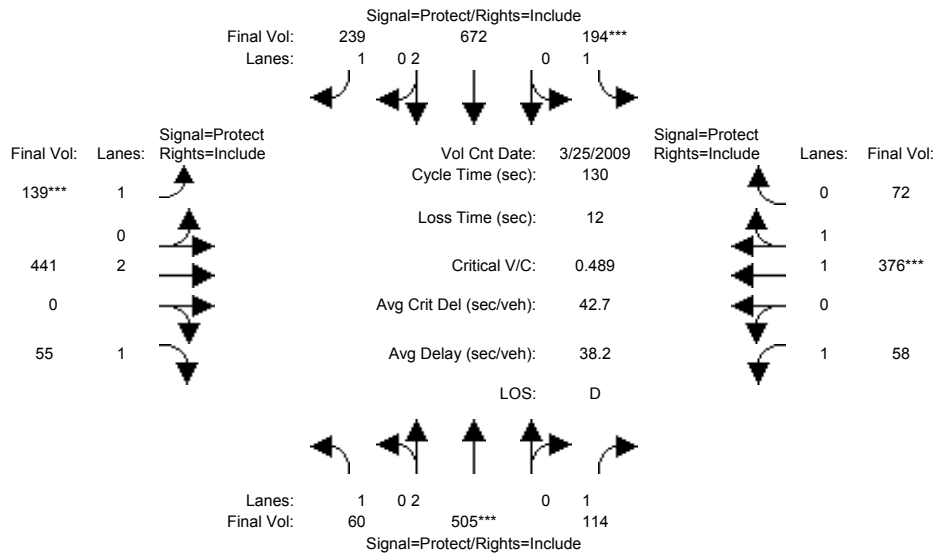 Signal=Protect/Rights=Include
Final Vol: 239 672 194***
Lanes: 1 0 2 0 1
Signal=Protect Signal=Protect
Final Vol: Lanes: Rights=Include Vol Cnt Date: 3/25/2009 Rights=Include Lanes: Final Vol:
Cycle Time (sec): 130
139*** 1 0 72
Loss Time (sec): 12
0 1
441 2 Critical V/C: 0.489 1 376***
0 Avg Crit Del (sec/veh): 42.7 0
55 1 Avg Delay (sec/veh): 38.2 1 58
LOS: D
Lanes: 1 0 2 0 1
Final Vol: 60 505*** 114
Signal=Protect/Rights=Include